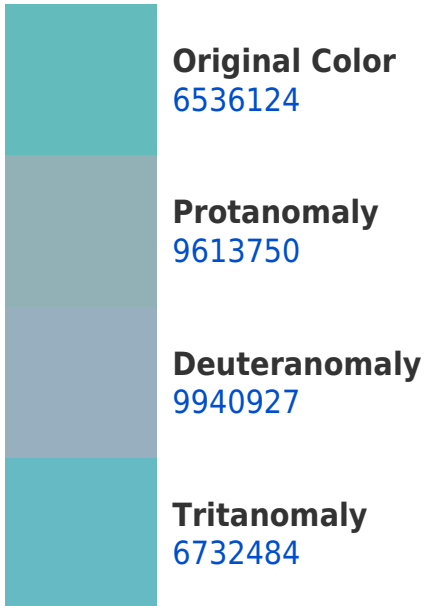 Original Color
6536124
Protanomaly
9613750
Deuteranomaly
9940927
Tritanomaly
6732484